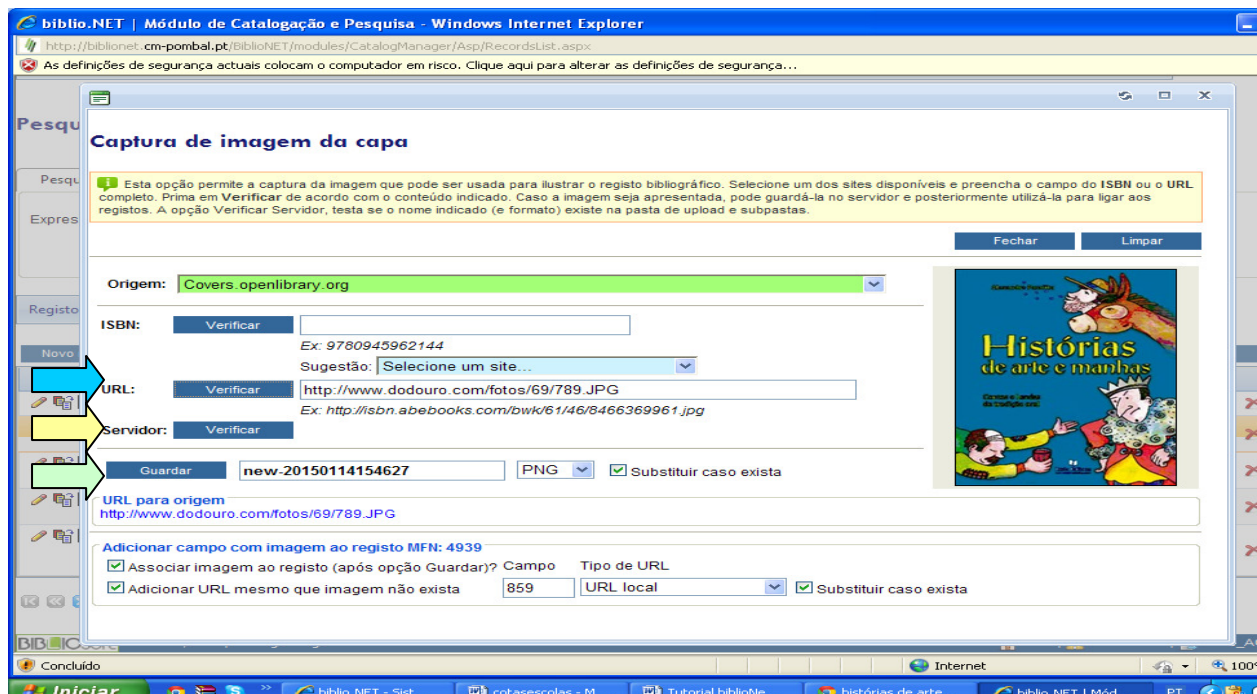 biblio.NET | Módulo de Catalogação e Pesquisa - Windows Internet Explorer
http://biblionet.cm-pombal.pt/BiblioNET/modules/CatalogManager/Asp/RecordsList.aspx
As definições de segurança actuais colocam o computador em risco. Clique aqui para alterar as definições de segurança...
Pesqu
Captura de imagem da capa
Pesqu
Esta opção permite a captura da imagem que pode ser usada para ilustrar o registo bibliográfico. Selecione um dos sites disponíveis e preencha o campo do ISBN ou o URL
completo. Prima em Verificar de acordo com o conteúdo indicado. Caso a imagem seja apresentada, pode guardá-la no servidor e posteriormente utilizá-la para ligar aos
registos. A opção Verificar Servidor, testa se o nome indicado (e formato) existe na pasta de upload e subpastas.
Expres
Fechar Limpar
Origem: Covers.openlibrary.org
Registo
ISBN: Verificar
Ex: 9780945962144
Novo
Sugestão: Selecione um site...
URL: Verificar http://www.dodouro.com/fotos/69/789.JPG
Ex: http://isbn.abebooks.com/bwk/61/46/8466369961.jpg
Servidor: Verificar
Histórias
de arte e manhas
Guardar new-20150114154627 PNG Substituir caso exista
URL para origem
http://www.dodouro.com/fotos/69/789.JPG
Adicionar campo com imagem ao registo MFN: 4939
Associar imagem ao registo (após opção Guardar)? Campo Tipo de URL
Adicionar URL mesmo que imagem não exista 859 URL local Substituir caso exista
Concluído Internet 100%
Iniciar biblio.NET - Sist... cotasescolas - M... Tutorial biblioNe... histórias de arte ... biblio.NET | Mód... PT